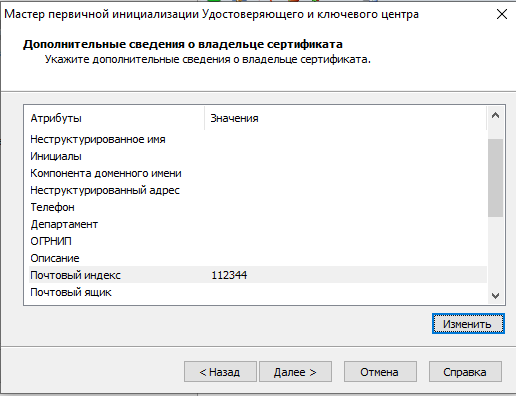 Мастер первичной инициализации Удостоверяющего и ключевого центра
Дополнительные сведения о владельце сертификата
Укажите дополнительные сведения о владельце сертификата.
Атрибуты Значения
Неструктурированное имя
Инициалы
Компонента доменного имени
Неструктурированный адрес
Телефон
Департамент
ОГРНИП
Описание
Почтовый индекс 112344
Почтовый ящик
Изменить
< Назад Далее > Отмена Справка